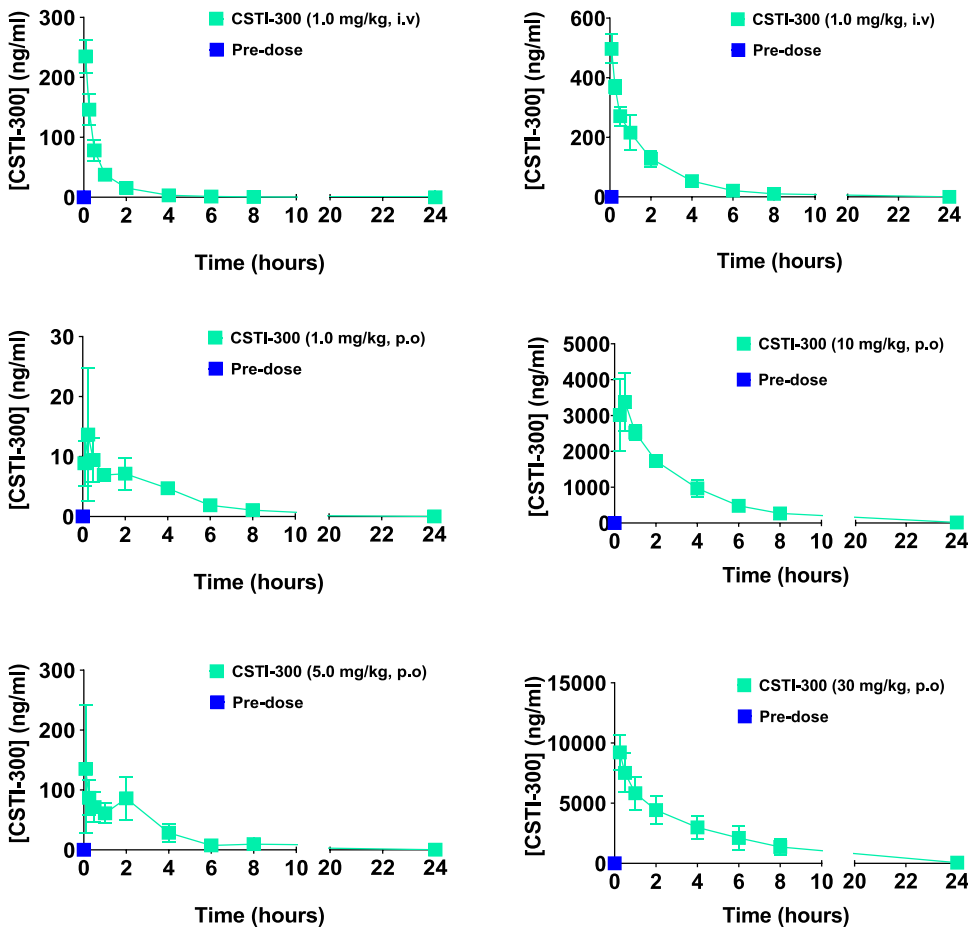 CSTI-300 (1.0 mg/kg, i.v)
Pre-dose
[CSTI-300] (ng/ml)
300
200
100
0
0 2 4 6 8 10 20 22 24
Time (hours)
CSTI-300 (1.0 mg/kg, i.v)
Pre-dose
[CSTI-300] (ng/ml)
600
400
200
0
0 2 4 6 8 10 20 22 24
Time (hours)
CSTI-300 (1.0 mg/kg, p.o)
Pre-dose
[CSTI-300] (ng/ml)
30
20
10
0
0 2 4 6 8 10 20 22 24
Time (hours)
CSTI-300 (10 mg/kg, p.o)
Pre-dose
[CSTI-300] (ng/ml)
5000
4000
3000
2000
1000
0
0 2 4 6 8 10 20 22 24
Time (hours)
CSTI-300 (5.0 mg/kg, p.o)
Pre-dose
[CSTI-300] (ng/ml)
300
200
100
0
0 2 4 6 8 10 20 22 24
Time (hours)
CSTI-300 (30 mg/kg, p.o)
Pre-dose
[CSTI-300] (ng/ml)
15000
10000
5000
0
0 2 4 6 8 10 20 22 24
Time (hours)